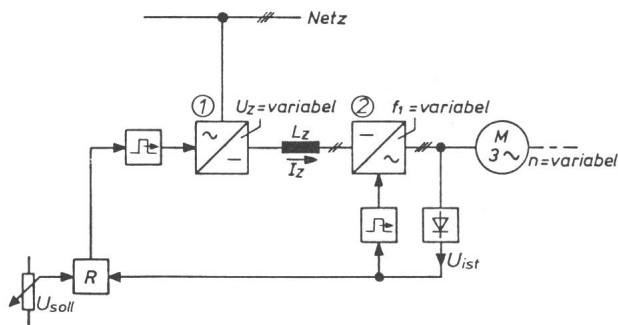 Netz
①
U_Z = variabel
②
f_1 = variabel
L_Z
I_Z
M
3 ~
n = variabel
R
U_soll
U_ist